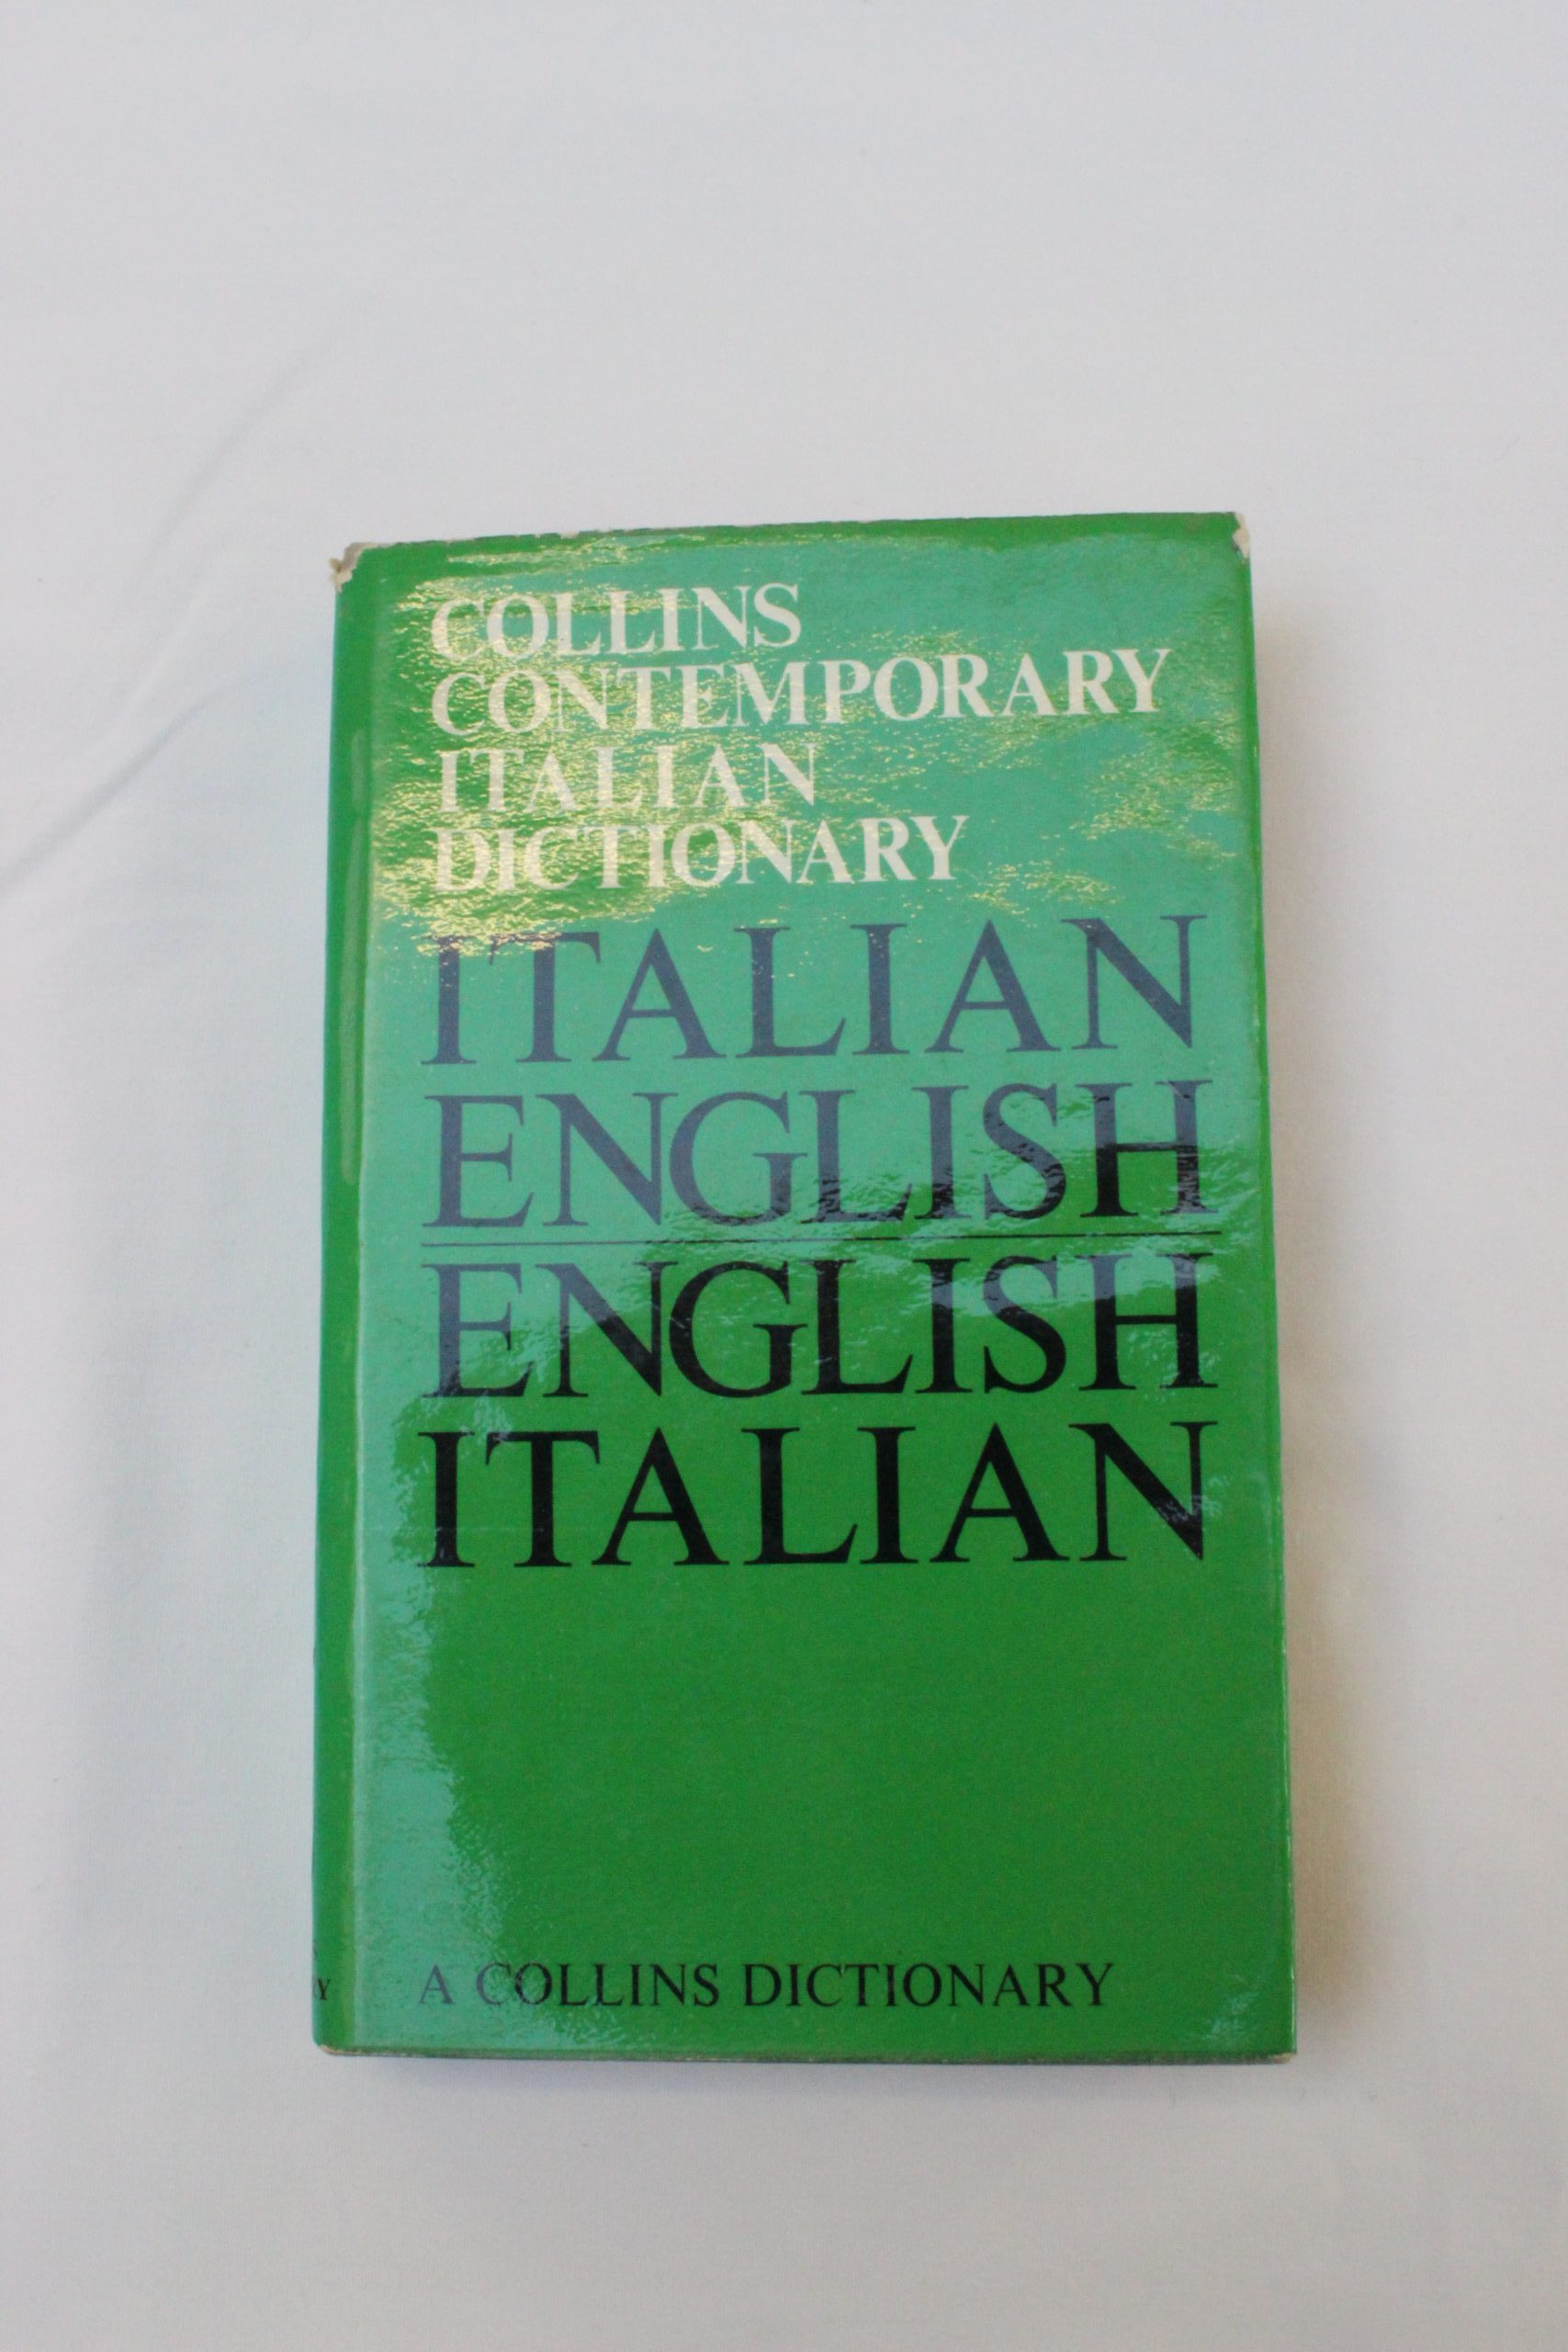 COLLINS
CONTEMPORARY
ITALIAN
DICTIONARY
ITALIAN
ENGLISH
ENGLISH
ITALIAN
A COLLINS DICTIONARY